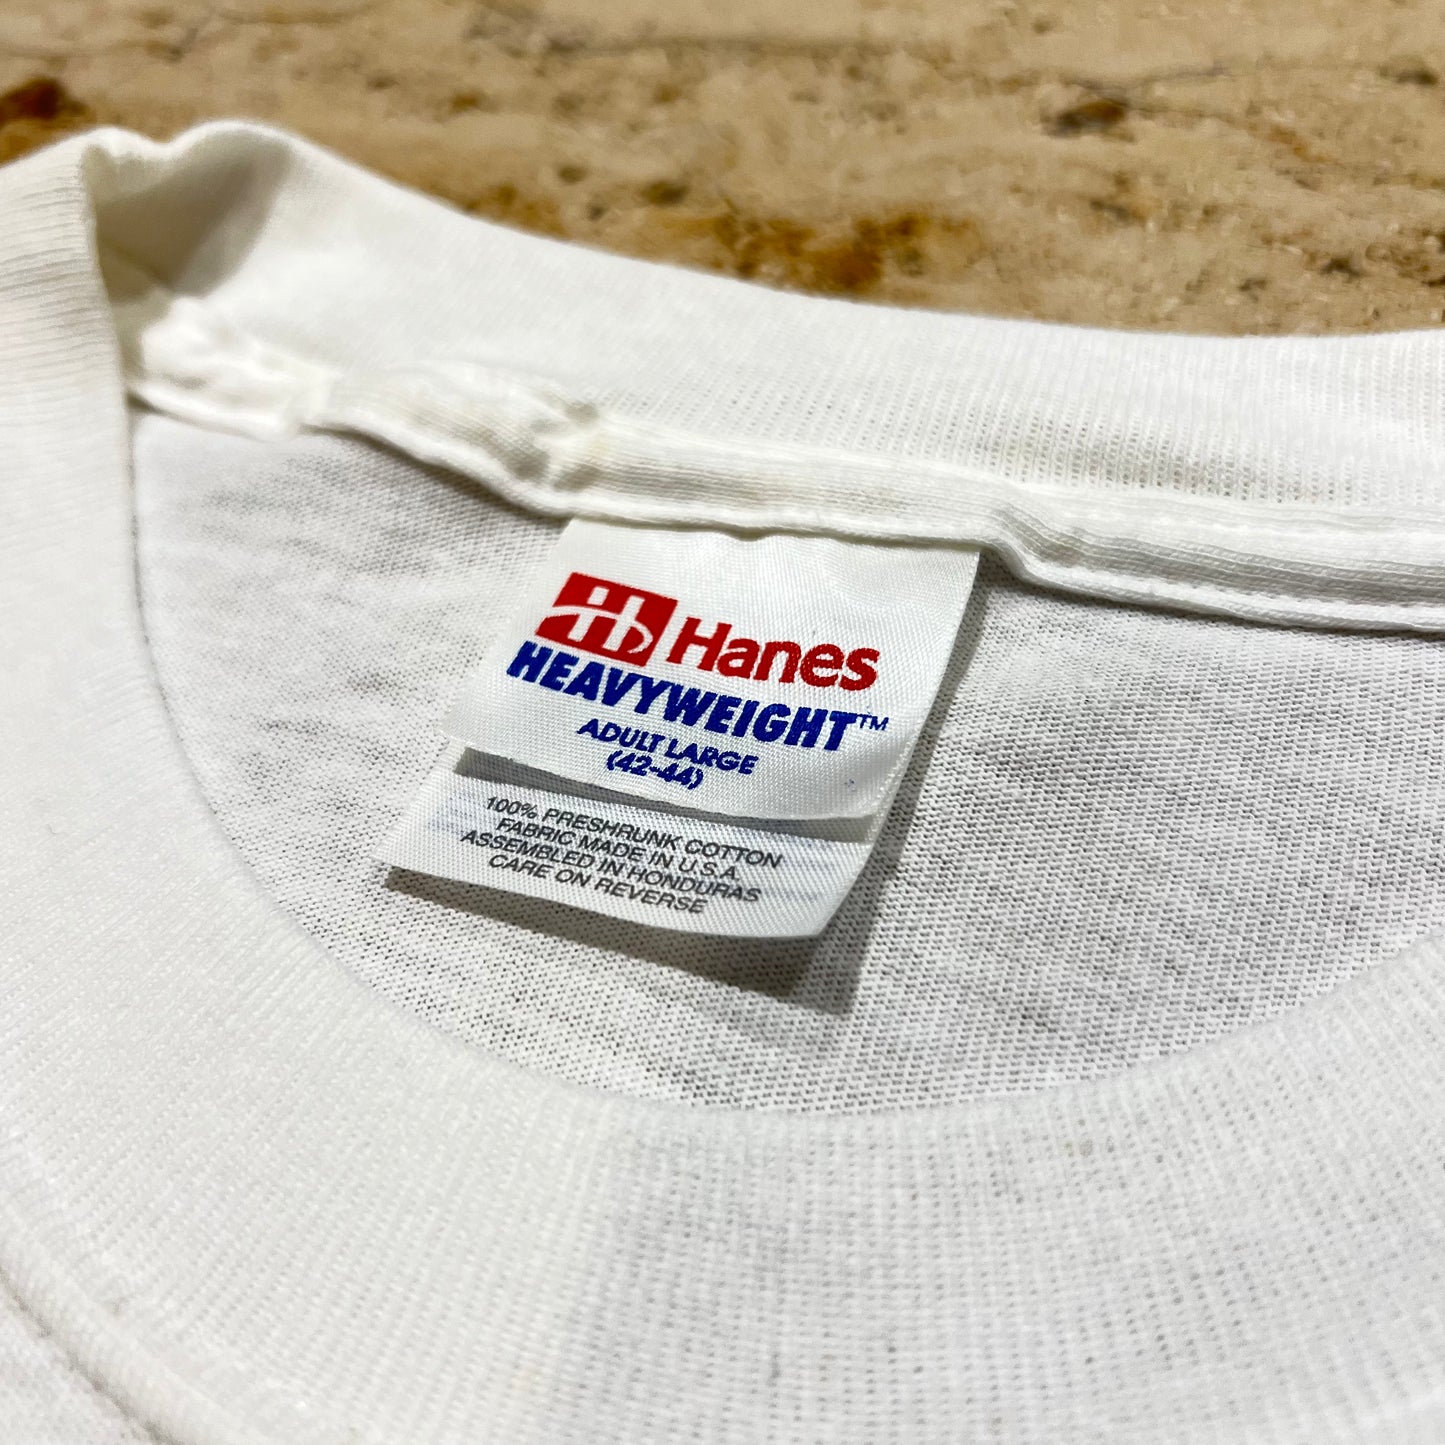 Hanes
HEAVYWEIGHT™
ADULT LARGE
(42-44)
100% PRESHRUNK COTTON
FABRIC MADE IN U.S.A.
ASSEMBLED IN HONDURAS
CARE ON REVERSE